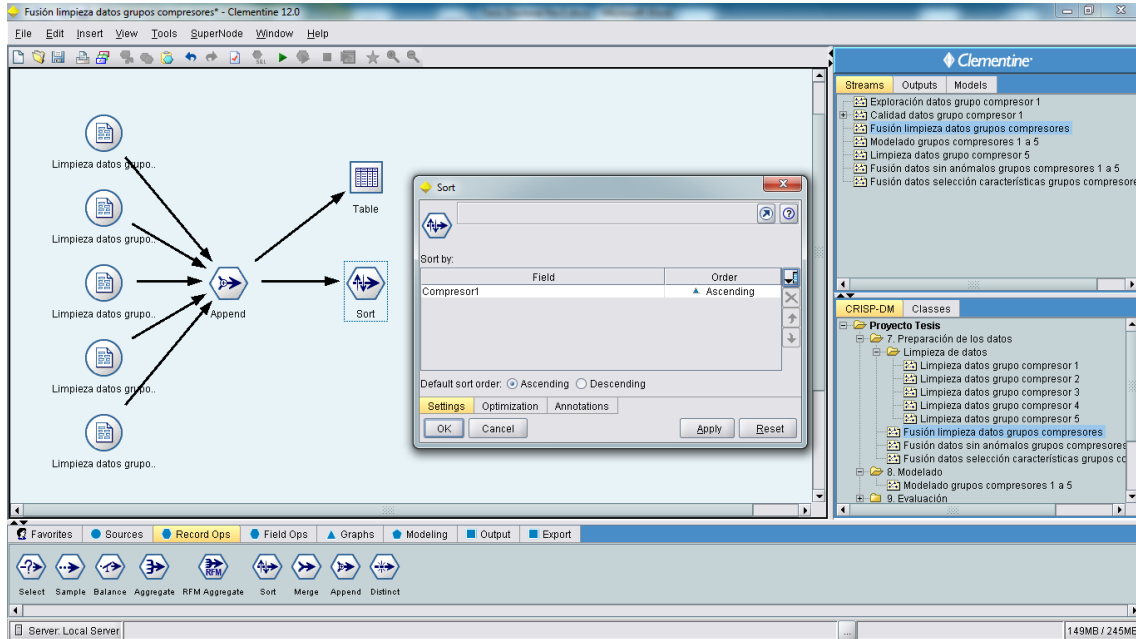 Fusión limpieza datos grupos compresores* - Clementine 12.0
File Edit Insert View Tools SuperNode Window Help
Limpieza datos grupo..
Limpieza datos grupo..
Limpieza datos grupo..
Limpieza datos grupo..
Limpieza datos grupo..
Append
Table
Sort
Sort
Sort by:
Field Order
Compresor1 Ascending
Default sort order: Ascending Descending
Settings Optimization Annotations
OK Cancel Apply Reset
Clementine
Streams Outputs Models
Exploración datos grupo compresor 1
Calidad datos grupo compresor 1
Fusión limpieza datos grupos compresores
Modelado grupos compresores 1 a 5
Limpieza datos grupo compresor 5
Fusión datos sin anómalos grupos compresores 1 a 5
Fusión datos selección características grupos compresore
CRISP-DM Classes
Proyecto Tesis
7. Preparación de los datos
Limpieza de datos
Limpieza datos grupo compresor 1
Limpieza datos grupo compresor 2
Limpieza datos grupo compresor 3
Limpieza datos grupo compresor 4
Limpieza datos grupo compresor 5
Fusión limpieza datos grupos compresores
Fusión datos sin anómalos grupos compresores
Fusión datos selección características grupos co
8. Modelado
Modelado grupos compresores 1 a 5
9. Evaluación
Favorites Sources Record Ops Field Ops Graphs Modeling Output Export
RFM
Select Sample Balance Aggregate RFM Aggregate Sort Merge Append Distinct
Server: Local Server ... 149MB / 245MB